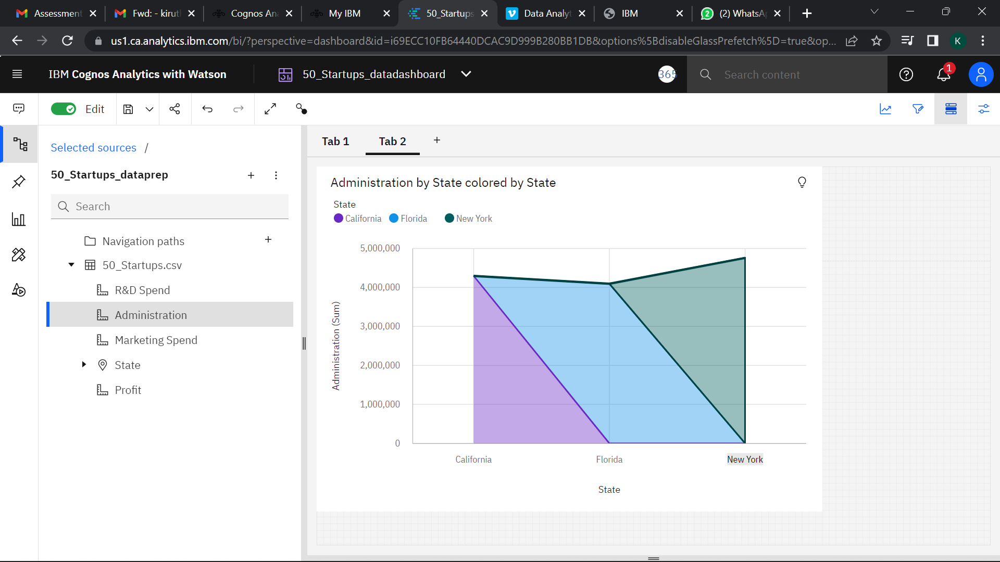 Assessment
Fwd: - kiruth
Cognos An
My IBM
50_Startups
Data Analyt
IBM
2
(2) WhatsA
us1.ca.analytics.ibm.com/bi/?perspective=dashboard&id=i69ECC10FB64440DCAC9D999B280BB1DB&options%5BdisableGlassPrefetch%5D=true&op...
K
IBM Cognos Analytics with Watson
50_Startups_datadashboard
365
Search content
1
Edit
Selected sources /
50_Startups_dataprep
Search
Navigation paths
50_Startups.csv
R&D Spend
Administration
Marketing Spend
State
Profit
Tab 1
Tab 2
Administration by State colored by State
State
California
Florida
New York
5,000,000
4,000,000
3,000,000
2,000,000
1,000,000
0
Administration (Sum)
California
Florida
New York
State